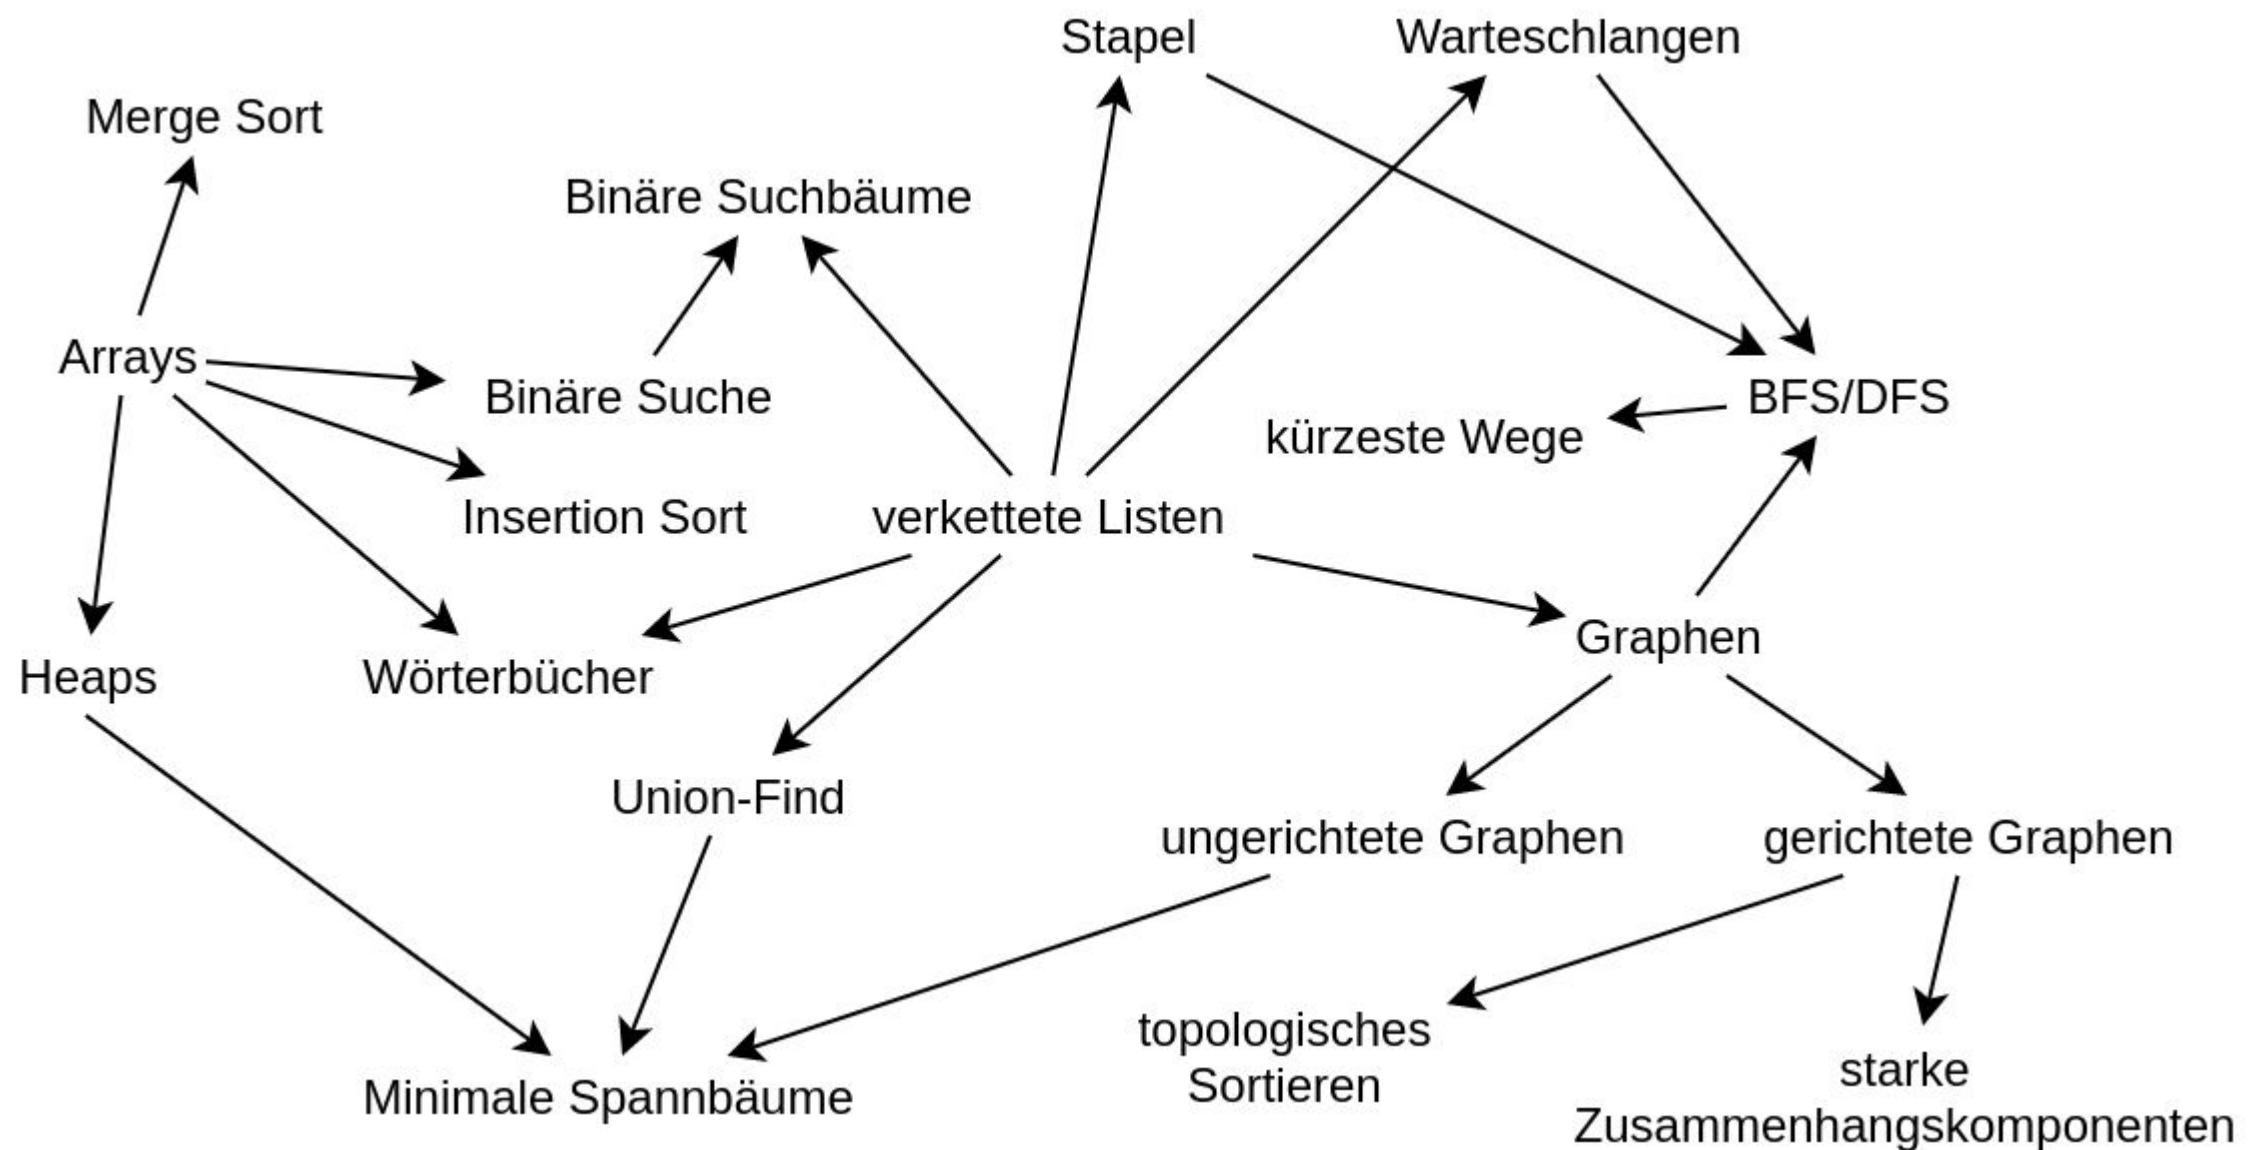 Stapel
Warteschlangen
Merge Sort
Binäre Suchbäume
Arrays
Binäre Suche
BFS/DFS
kürzeste Wege
Insertion Sort
verkettete Listen
Graphen
Heaps
Wörterbücher
Union-Find
ungerichtete Graphen
gerichtete Graphen
topologisches
Sortieren
starke
Zusammenhangskomponenten
Minimale Spannbäume